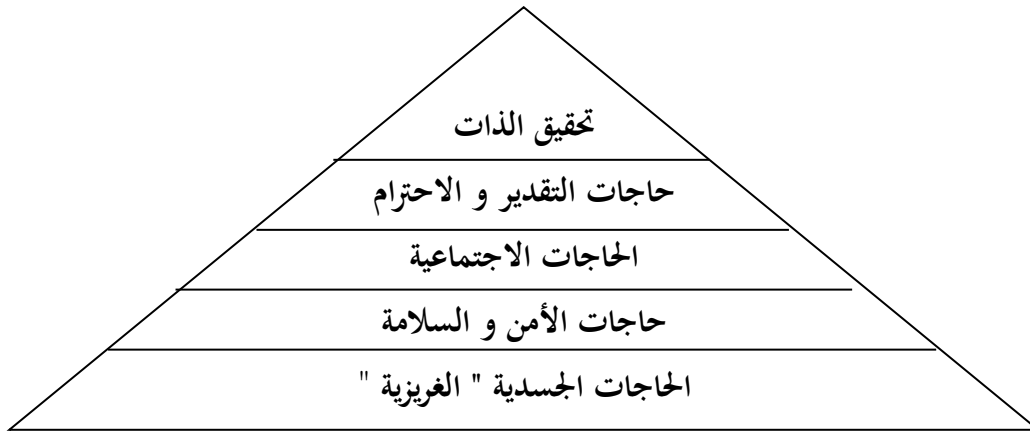 تحقيق الذات
حاجات التقدير و الاحترام
الحاجات الاجتماعية
حاجات الأمن و السلامة
الحاجات الجسدية " الغريزية "